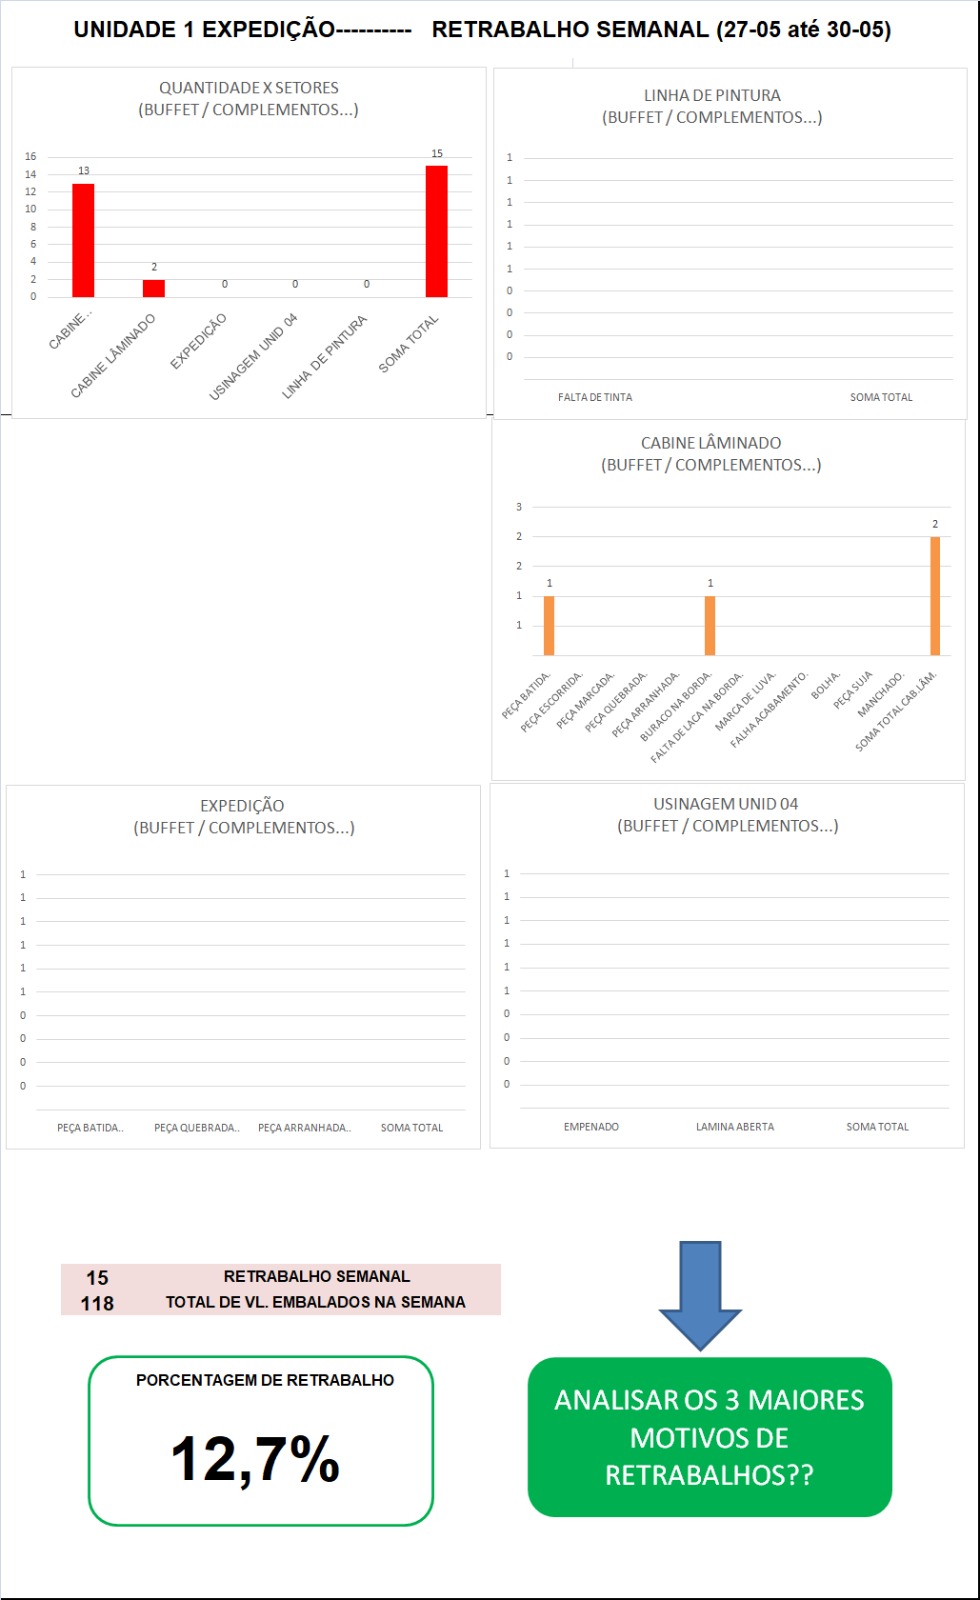 UNIDADE 1 EXPEDIÇÃO---------- RETRABALHO SEMANAL (27-05 até 30-05)
QUANTIDADE X SETORES
(BUFFET / COMPLEMENTOS...)
16
14
12
10
8
6
4
2
0
13
2
0
0
0
15
CABINE..
CABINE LÂMINADO
EXPEDIÇÃO
USINAGEM UNID 04
LINHA DE PINTURA
SOMA TOTAL
LINHA DE PINTURA
(BUFFET / COMPLEMENTOS...)
1
1
1
1
1
1
0
0
0
0
FALTA DE TINTA
SOMA TOTAL
CABINE LÂMINADO
(BUFFET / COMPLEMENTOS...)
3
2
2
1
1
1
1
2
PEÇA BATIDA.
PEÇA ESCORRIDA.
PEÇA MARCADA.
PEÇA QUEBRADA.
PEÇA ARRANHADA.
BURACO NA BORDA.
FALTA DE LACA NA BORDA.
MARCA DE LUVA.
FALHA ACABAMENTO.
BOLHA.
PEÇA SUJA
MANCHADO.
SOMA TOTAL CAB.LÂM.
EXPEDIÇÃO
(BUFFET / COMPLEMENTOS...)
1
1
1
1
1
1
0
0
0
0
PEÇA BATIDA..
PEÇA QUEBRADA..
PEÇA ARRANHADA..
SOMA TOTAL
USINAGEM UNID 04
(BUFFET / COMPLEMENTOS...)
1
1
1
1
1
1
0
0
0
0
EMPENADO
LAMINA ABERTA
SOMA TOTAL
15 RETRABALHO SEMANAL
118 TOTAL DE VL. EMBALADOS NA SEMANA
PORCENTAGEM DE RETRABALHO
12,7%
ANALISAR OS 3 MAIORES
MOTIVOS DE
RETRABALHOS??